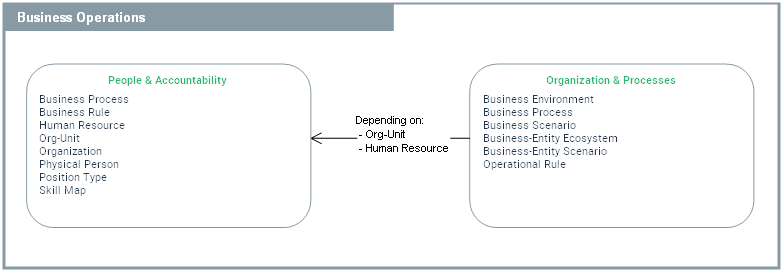 Business Operations
People & Accountability
Business Process
Business Rule
Human Resource
Org-Unit
Organization
Physical Person
Position Type
Skill Map
Depending on:
- Org-Unit
- Human Resource
Organization & Processes
Business Environment
Business Process
Business Scenario
Business-Entity Ecosystem
Business-Entity Scenario
Operational Rule